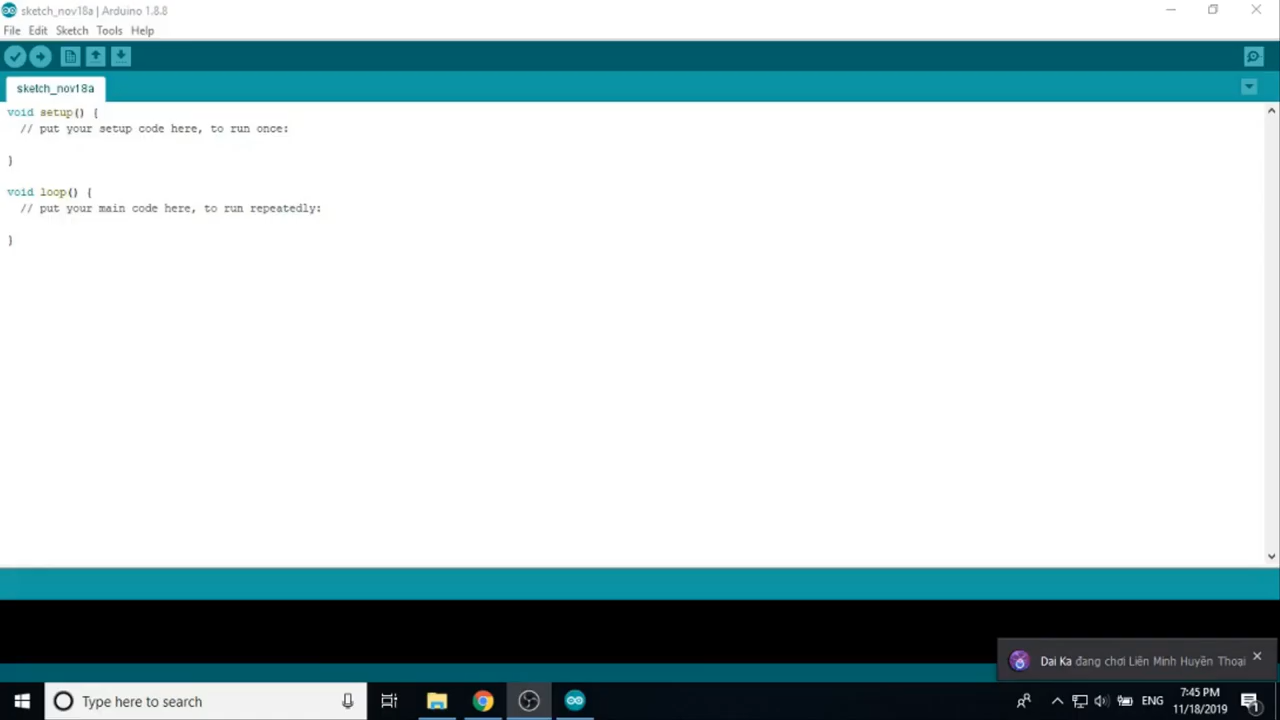 sketch_nov18a | Arduino 1.8.8
File Edit Sketch Tools Help
sketch_nov18a
void setup() {
// put your setup code here, to run once:
}
void loop() {
// put your main code here, to run repeatedly:
}
Dai Ka đang chơi Liên Minh Huyền Thoại
Type here to search
ENG
7:45 PM
11/18/2019
1